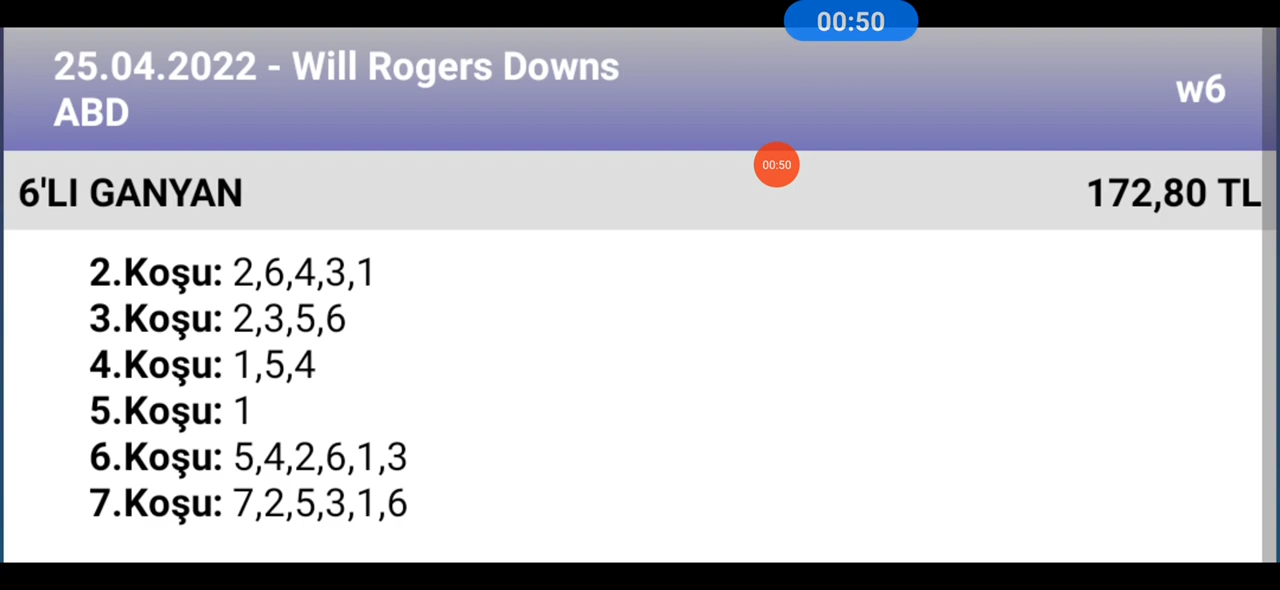 00:50
25.04.2022 - Will Rogers Downs
ABD
w6
00:50
6'LI GANYAN
172,80 TL
2.Koşu: 2,6,4,3,1
3.Koşu: 2,3,5,6
4.Koşu: 1,5,4
5.Koşu: 1
6.Koşu: 5,4,2,6,1,3
7.Koşu: 7,2,5,3,1,6